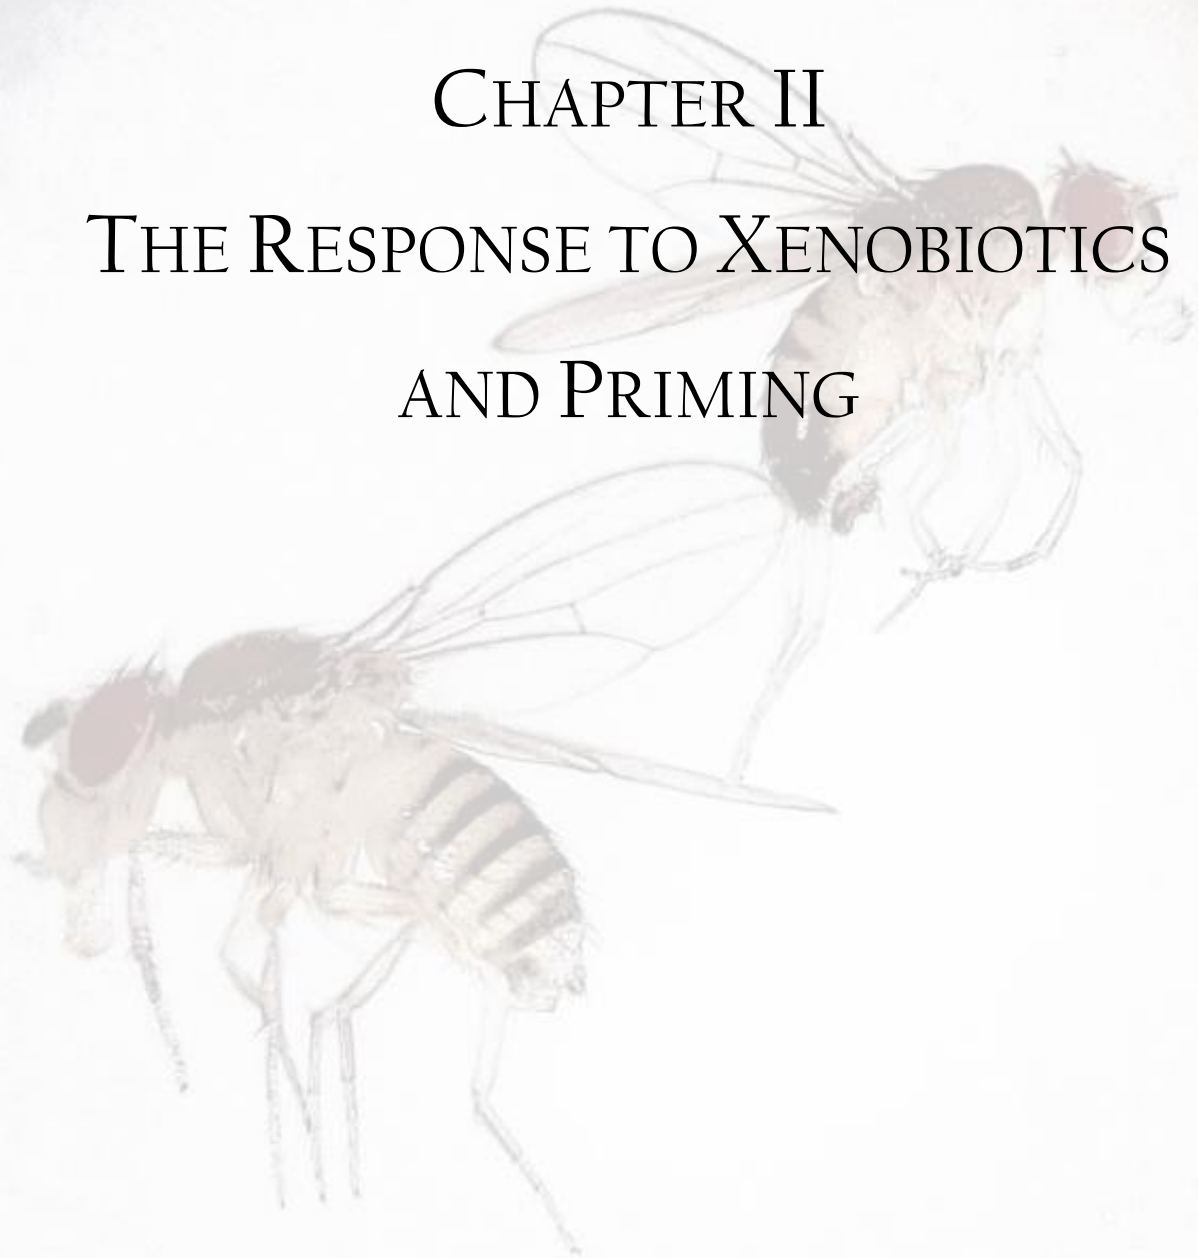 CHAPTER II
THE RESPONSE TO XENOBIOTICS
AND PRIMING